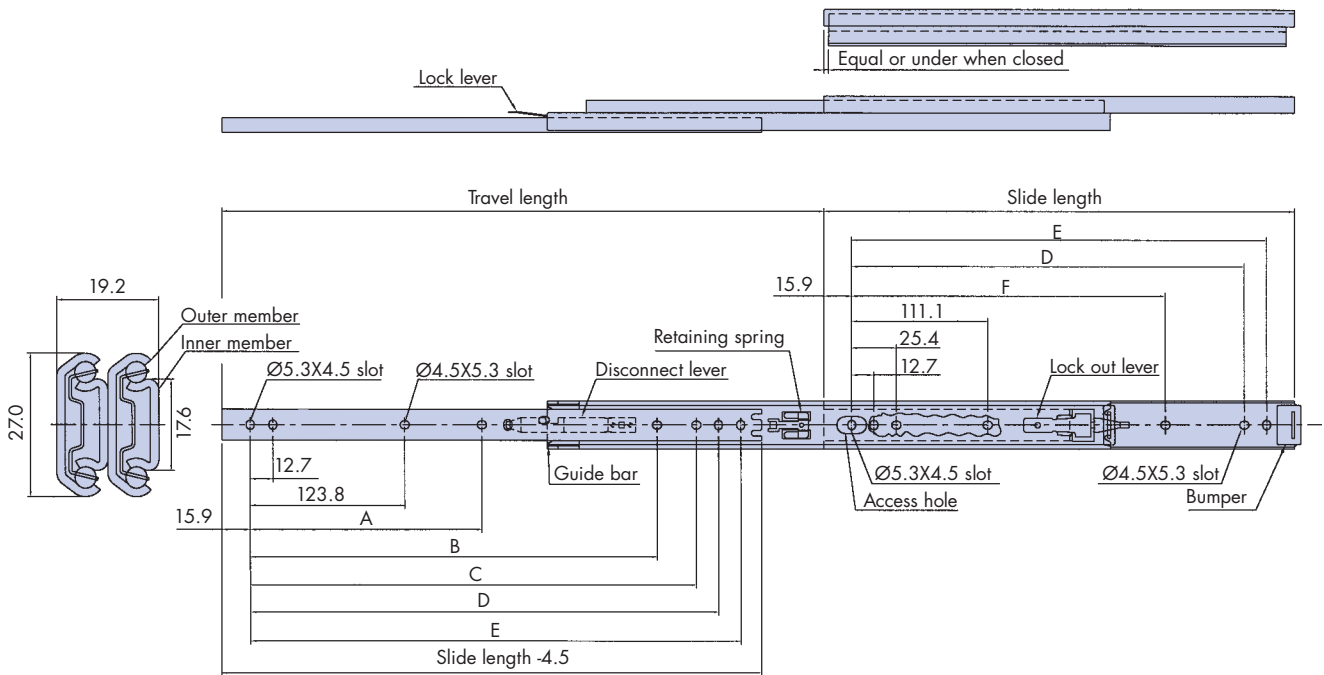 Equal or under when closed
Lock lever
Travel length
Slide length
E
D
15.9
F
19.2
111.1
Outer member
Retaining spring
25.4
Inner member
12.7
Ø5.3X4.5 slot
Ø4.5X5.3 slot
Disconnect lever
Lock out lever
27.0
17.6
12.7
Guide bar
Ø5.3X4.5 slot
Ø4.5X5.3 slot
123.8
Access hole
Bumper
15.9
A
B
C
D
E
Slide length -4.5